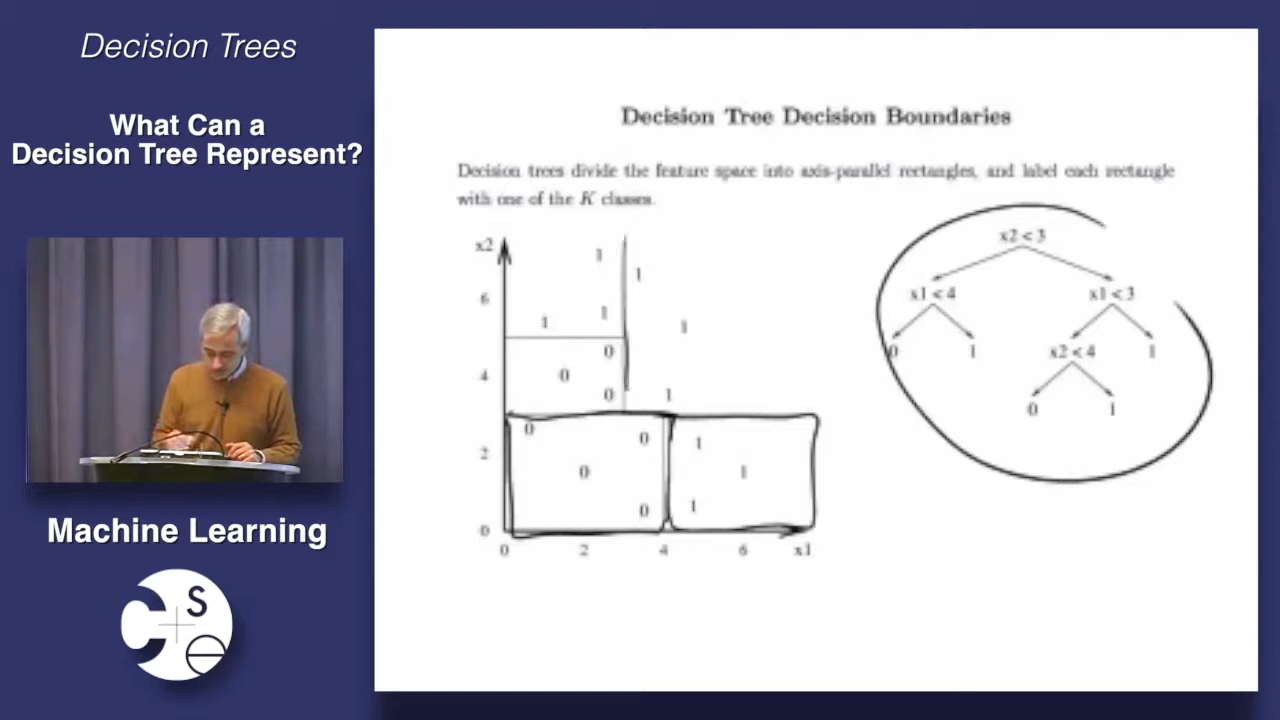 Decision Trees
What Can a
Decision Tree Represent?
Machine Learning
C + S e
Decision Tree Decision Boundaries
Decision trees divide the feature space into axis-parallel rectangles, and label each rectangle
with one of the K classes.
x2
1
1
6
1
1
1
0
4
0
0
1
0
0
1
2
0
1
0
1
0
0
2
4
6
x1
x2 < 3
x1 < 4
x1 < 3
0
1
x2 < 4
1
0
1